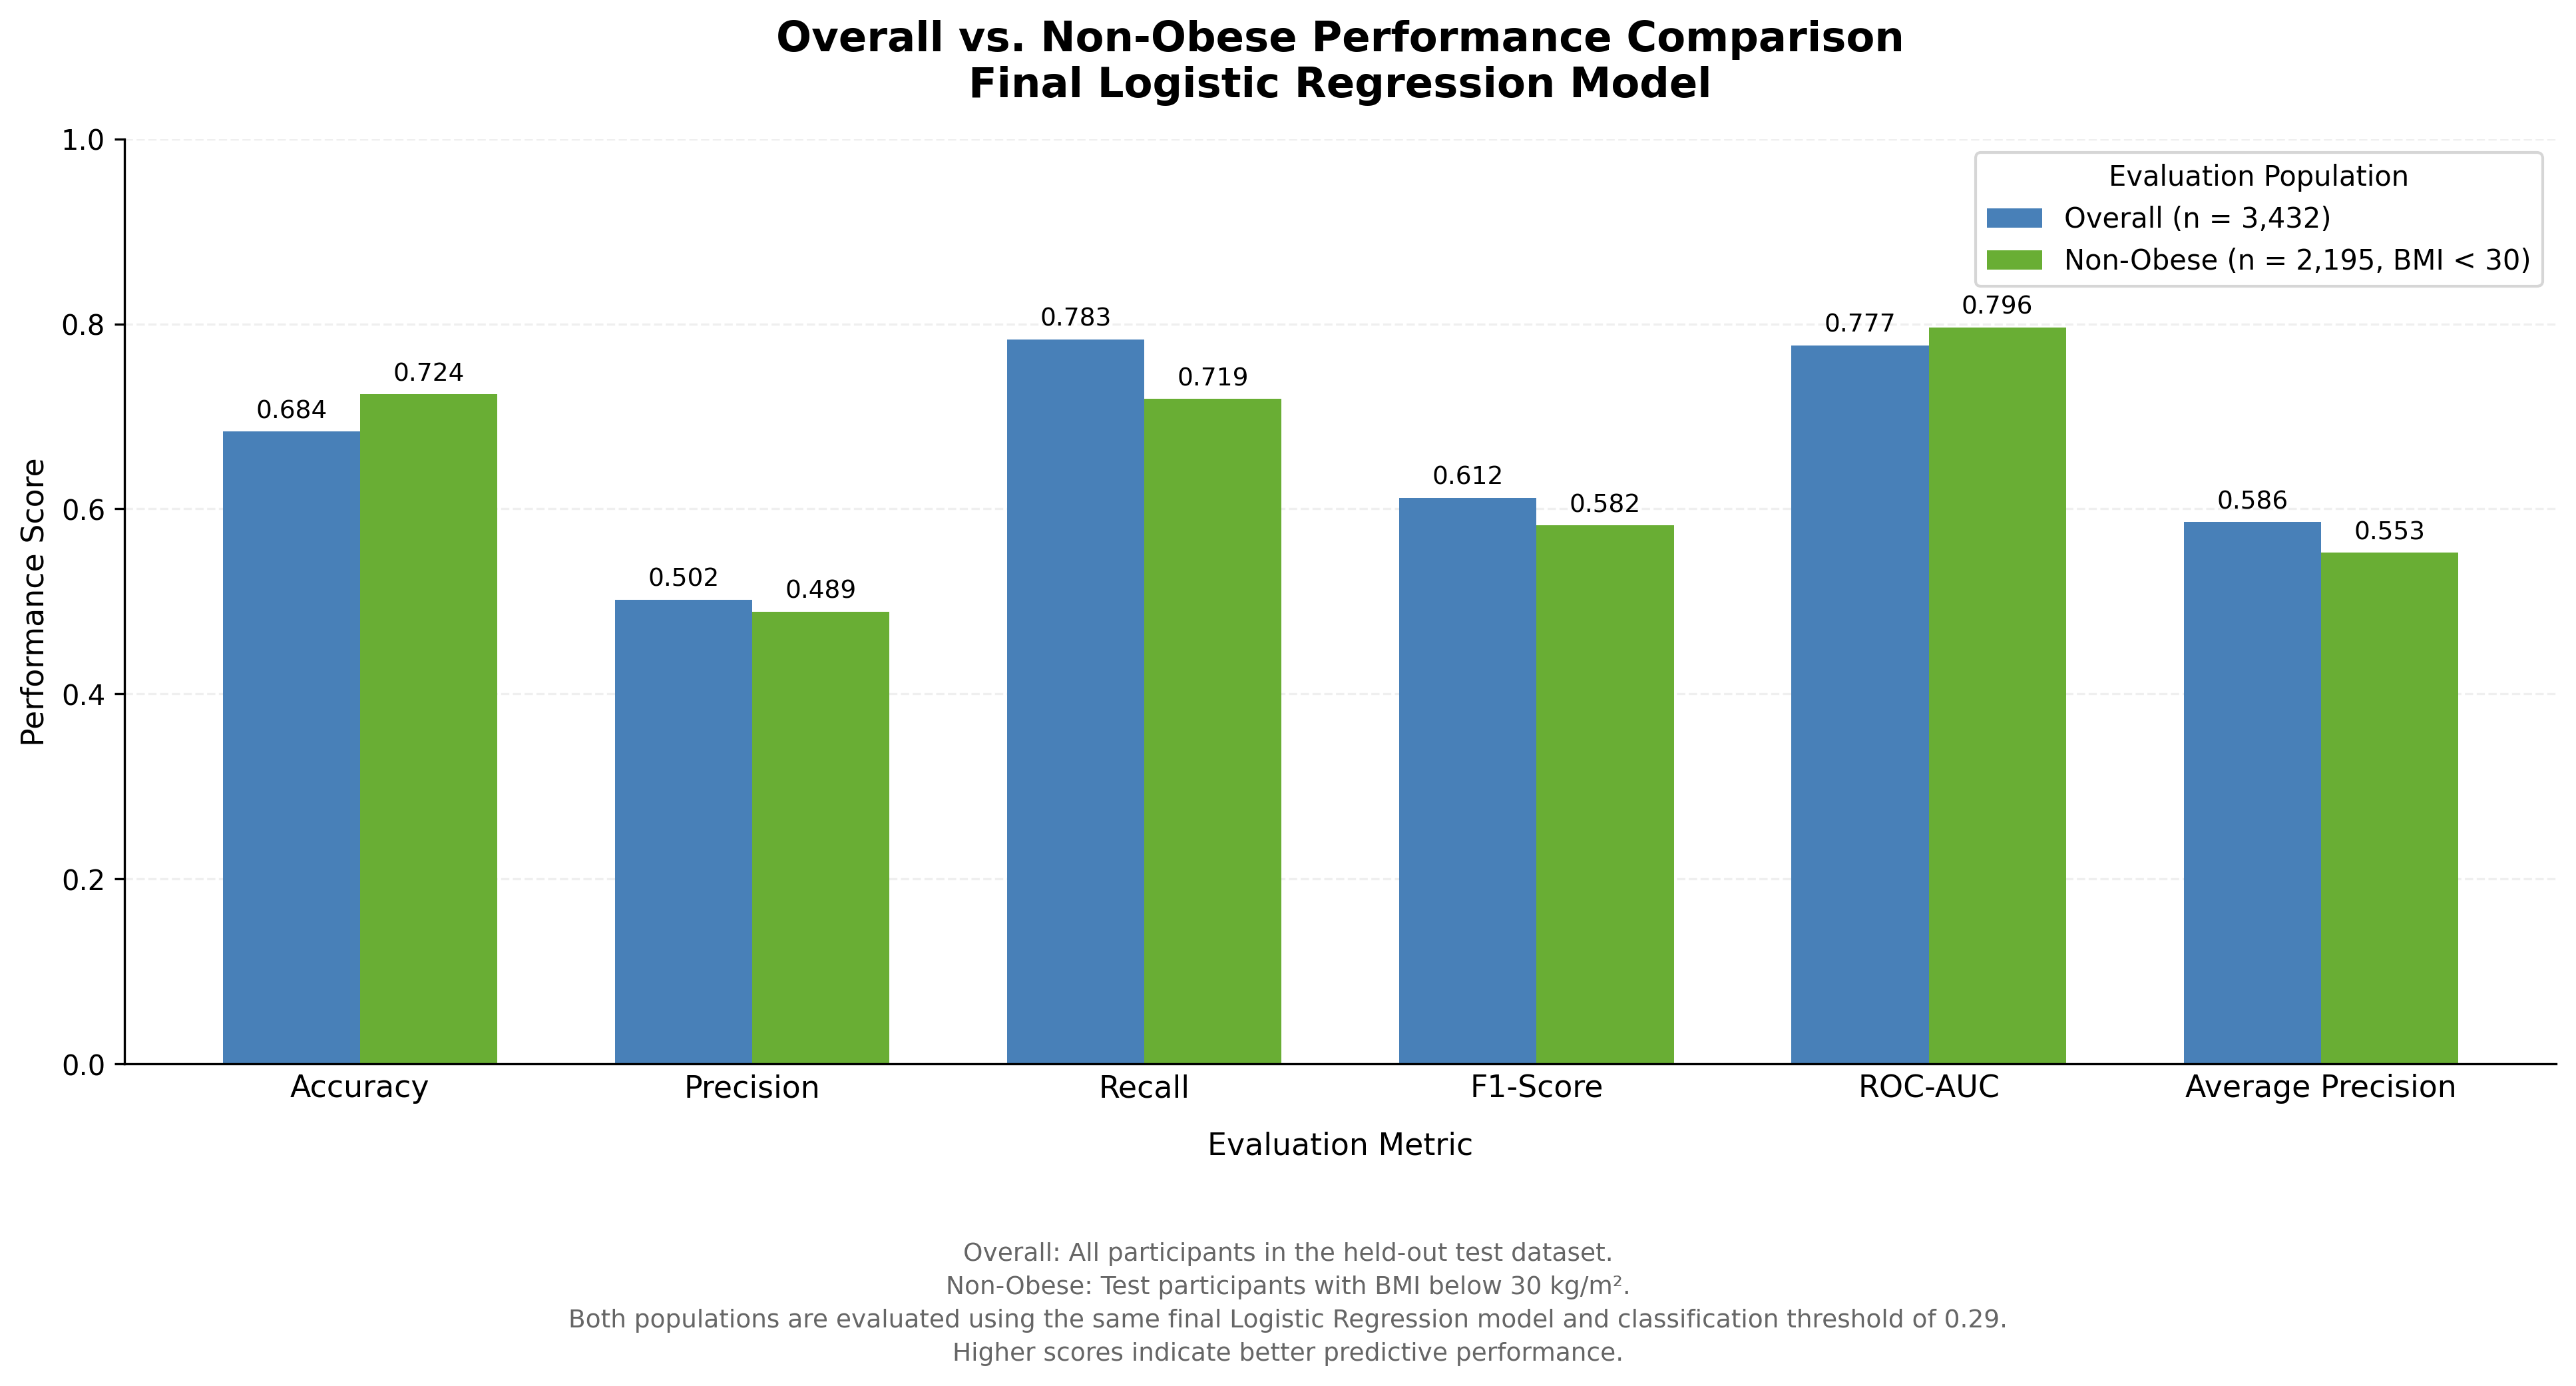 Overall vs. Non-Obese Performance Comparison
Final Logistic Regression Model
Performance Score
1.0
0.8
0.6
0.4
0.2
0.0
Evaluation Population
Overall (n = 3,432)
Non-Obese (n = 2,195, BMI < 30)
0.684
0.724
0.502
0.489
0.783
0.719
0.612
0.582
0.777
0.796
0.586
0.553
Accuracy
Precision
Recall
F1-Score
ROC-AUC
Average Precision
Evaluation Metric
Overall: All participants in the held-out test dataset.
Non-Obese: Test participants with BMI below 30 kg/m².
Both populations are evaluated using the same final Logistic Regression model and classification threshold of 0.29.
Higher scores indicate better predictive performance.